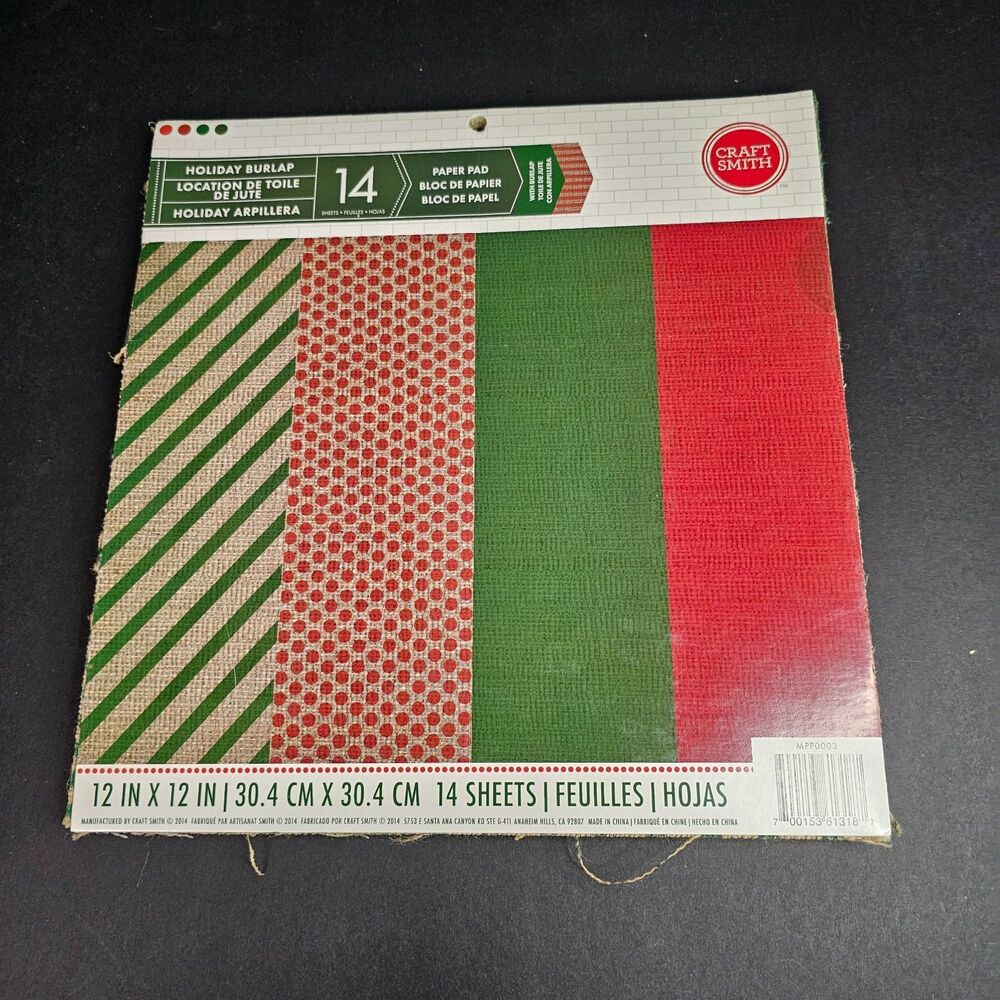 HOLIDAY BURLAP
LOCATION DE TOILE
DE JUTE
HOLIDAY ARPILLERA
14
SHEETS • FEUILLES • HOJAS
PAPER PAD
BLOC DE PAPIER
BLOC DE PAPEL
WITH BURLAP
TOILE DE JUTE
CON ARPILLERA
CRAFT
SMITH
TM
12 IN X 12 IN | 30.4 CM X 30.4 CM 14 SHEETS | FEUILLES | HOJAS
MANUFACTURED BY CRAFT SMITH © 2014 FABRIQUÉ PAR ARTISANAT SMITH © 2014 FABRICADO POR CRAFT SMITH © 2014 5753 E SANTA ANA CANYON RD STE G-411 ANAHEIM HILLS, CA 92807 MADE IN CHINA | FABRIQUÉ EN CHINE | HECHO EN CHINA
MPP0003
7 00153 61318 7